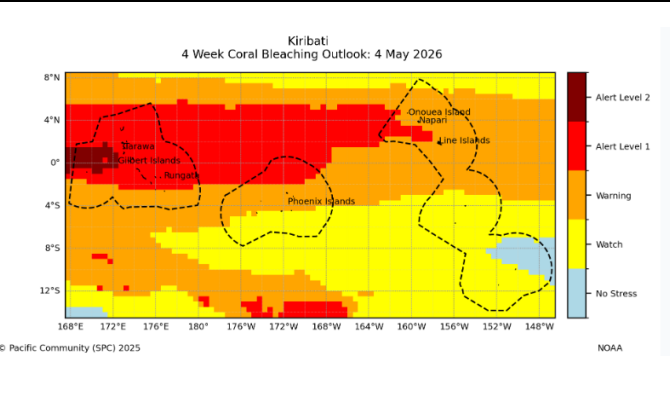 Kiribati
4 Week Coral Bleaching Outlook: 4 May 2026
8°N
4°N
0°
4°S
8°S
12°S
168°E 172°E 176°E 180° 176°W 172°W 168°W 164°W 160°W 156°W 152°W 148°W
Onouea Island
Napari
Line Islands
Tarawa
Gilbert Islands
Rungata
Phoenix Islands
Alert Level 2
Alert Level 1
Warning
Watch
No Stress
© Pacific Community (SPC) 2025
NOAA